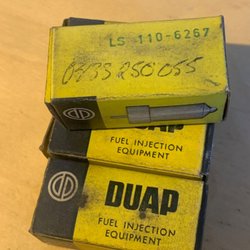 LS 110-6267
0433 250 055
DUAP
FUEL INJECTION
EQUIPMENT
DUAP
FUEL INJECTION
EQUIPMENT